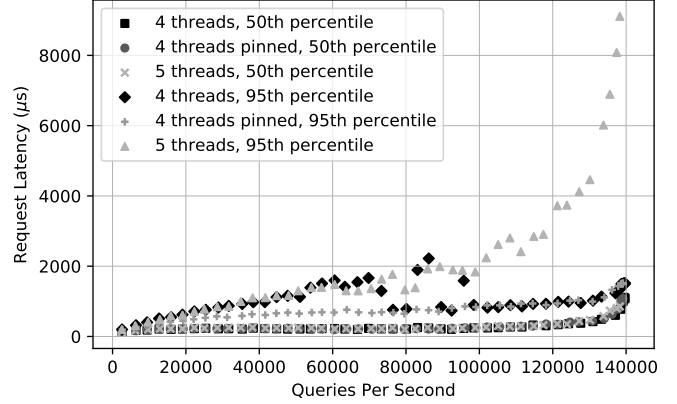 4 threads, 50th percentile
4 threads pinned, 50th percentile
5 threads, 50th percentile
4 threads, 95th percentile
4 threads pinned, 95th percentile
5 threads, 95th percentile
Request Latency (μs)
8000
6000
4000
2000
0
0 20000 40000 60000 80000 100000 120000 140000
Queries Per Second